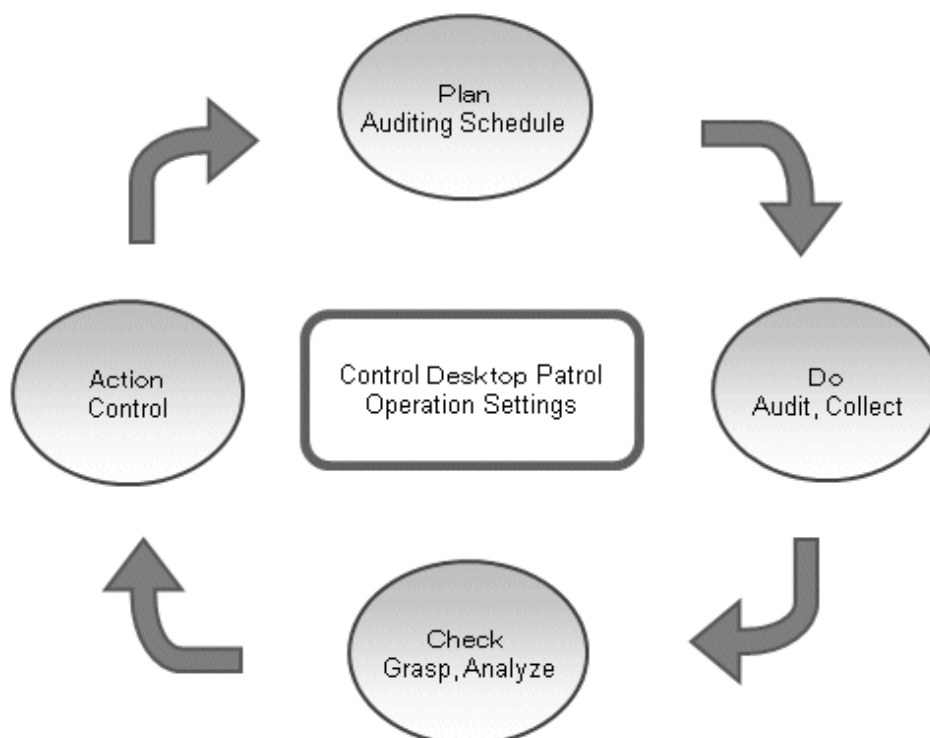 Plan
Auditing Schedule
Action
Control
Control Desktop Patrol
Operation Settings
Do
Audit, Collect
Check
Grasp, Analyze